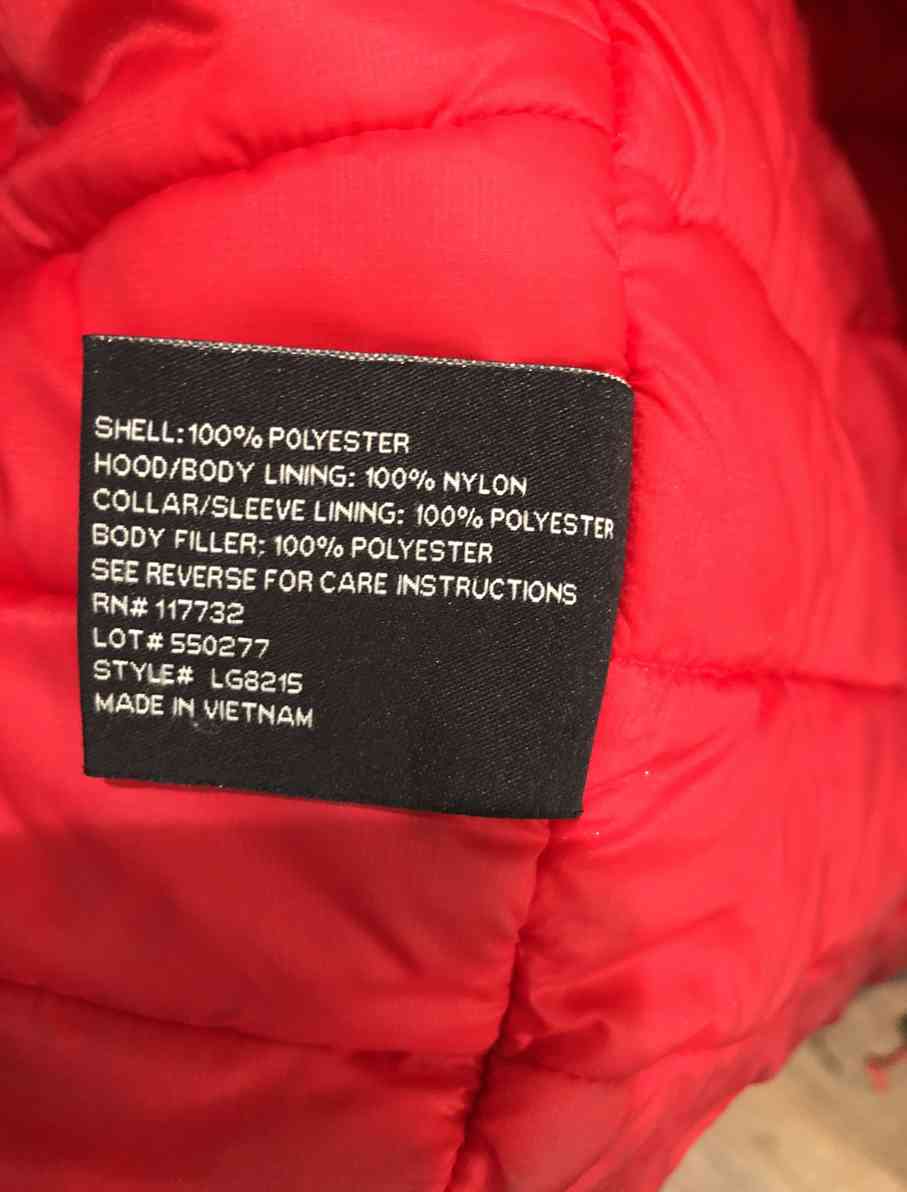 SHELL:100% POLYESTER
HOOD/BODY LINING: 100% NYLON
COLLAR/SLEEVE LINING: 100% POLYESTER
BODY FILLER: 100% POLYESTER
SEE REVERSE FOR CARE INSTRUCTIONS
RN# 117732
LOT# 550277
STYLE# LG8215
MADE IN VIETNAM